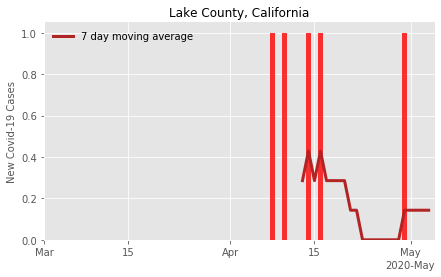 Lake County, California
7 day moving average
New Covid-19 Cases
1.0
0.8
0.6
0.4
0.2
0.0
Mar 15 Apr 15 May
2020-May